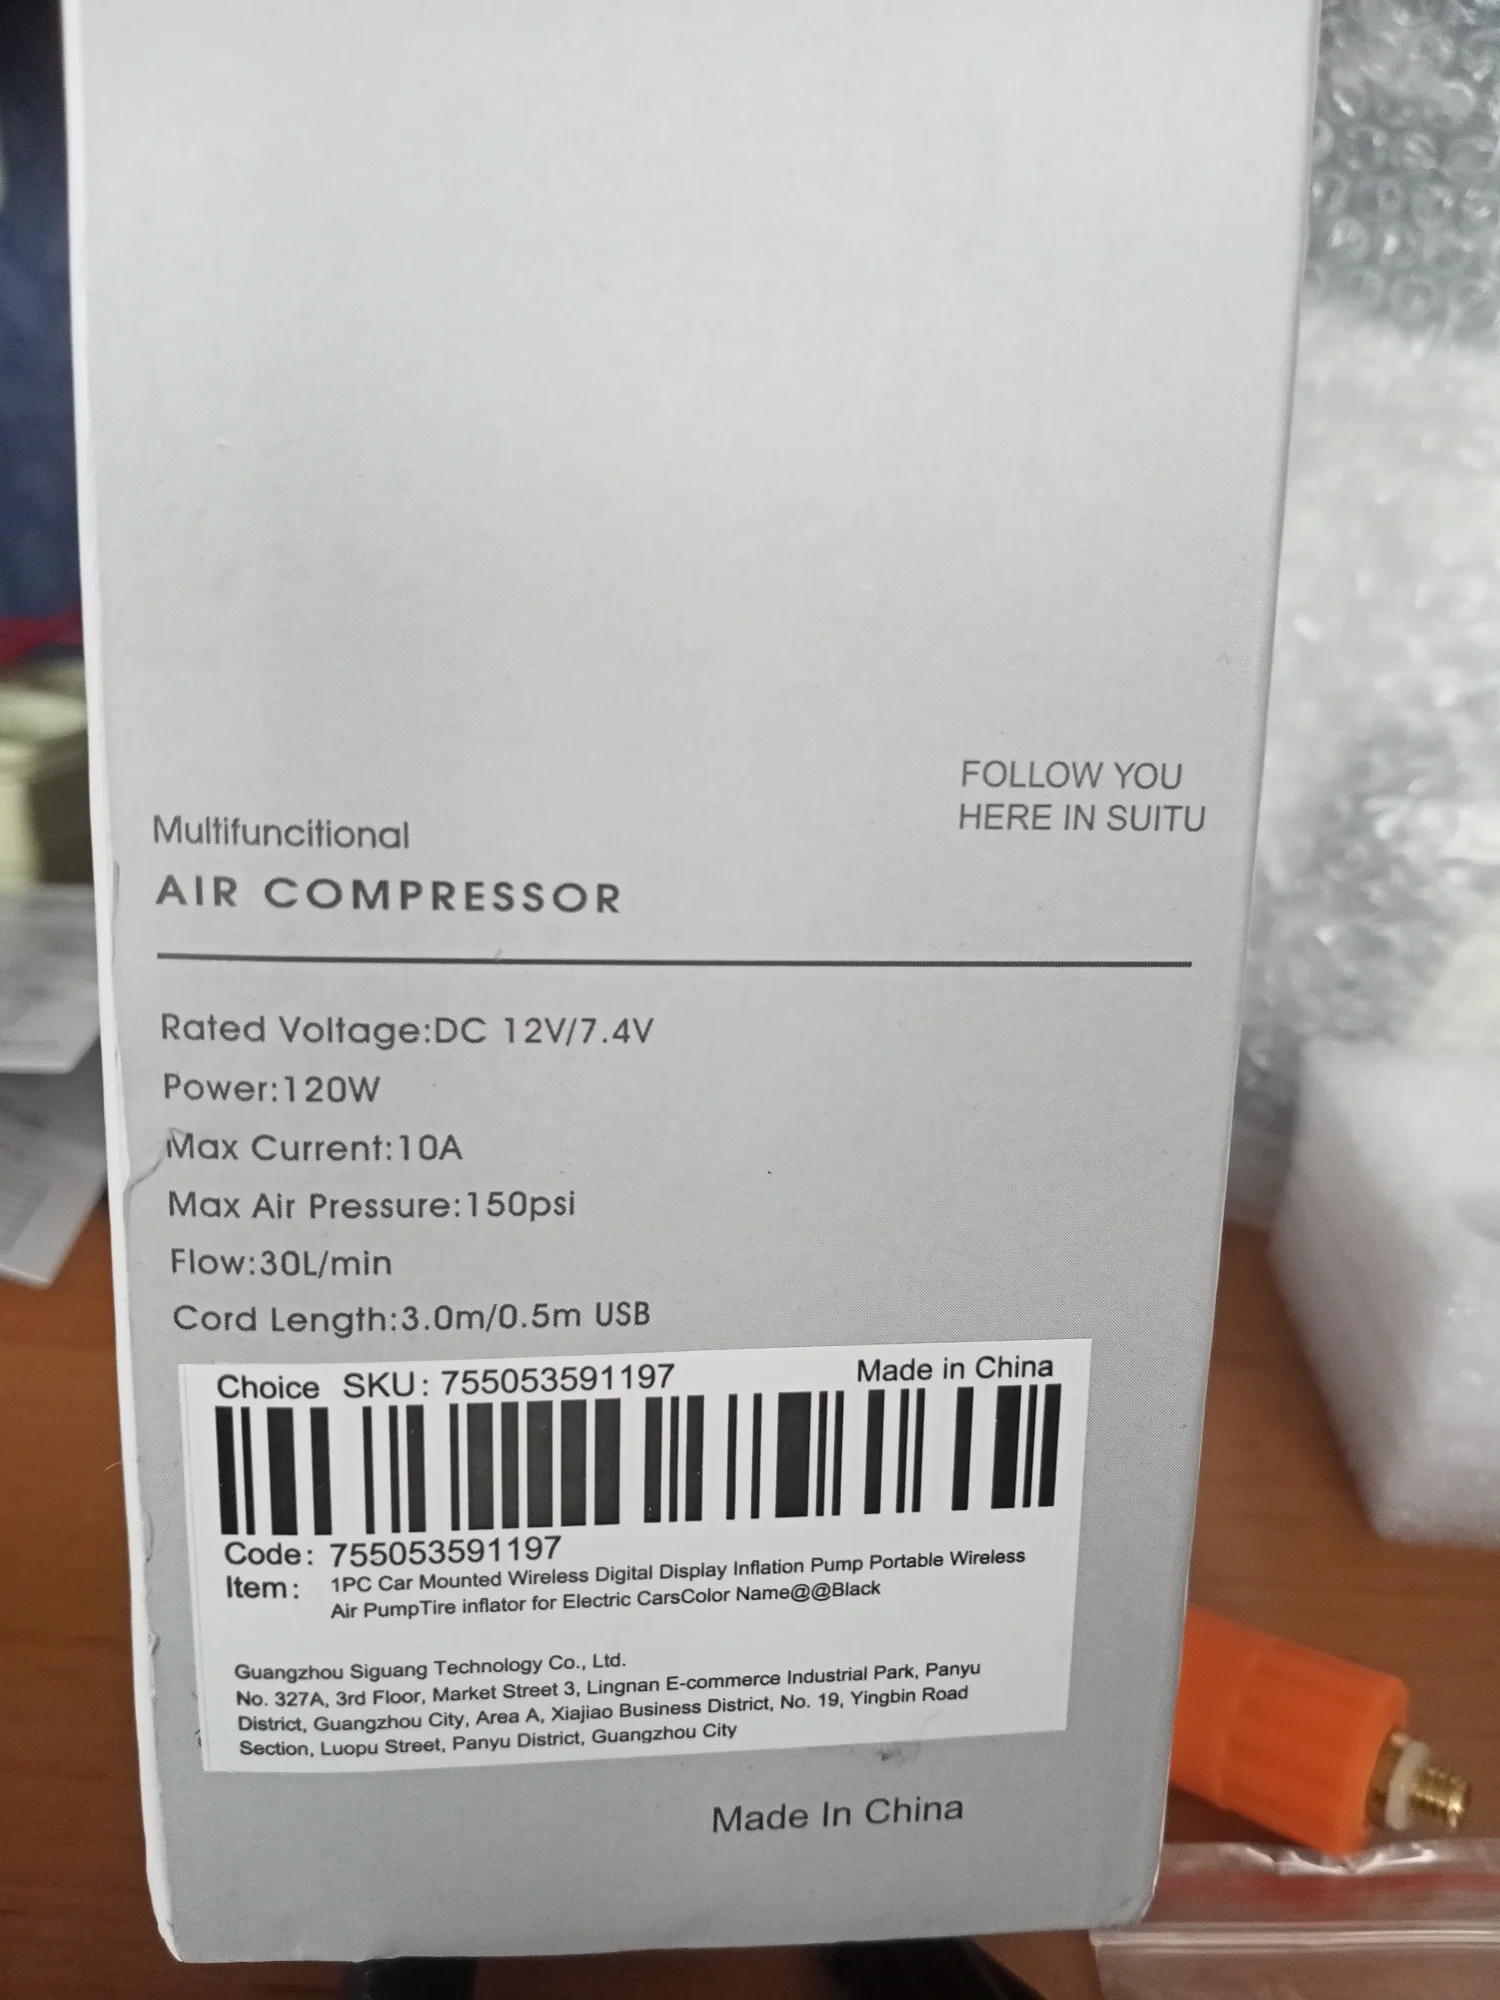 FOLLOW YOU
HERE IN SUITU
Multifuncitional
AIR COMPRESSOR
Rated Voltage:DC 12V/7.4V
Power:120W
Max Current:10A
Max Air Pressure:150psi
Flow:30L/min
Cord Length:3.0m/0.5m USB
Choice SKU: 755053591197 Made in China
Code: 755053591197
Item: 1PC Car Mounted Wireless Digital Display Inflation Pump Portable Wireless
Air PumpTire inflator for Electric CarsColor Name@@Black
Guangzhou Siguang Technology Co., Ltd.
No. 327A, 3rd Floor, Market Street 3, Lingnan E-commerce Industrial Park, Panyu
District, Guangzhou City, Area A, Xiajiao Business District, No. 19, Yingbin Road
Section, Luopu Street, Panyu District, Guangzhou City
Made In China